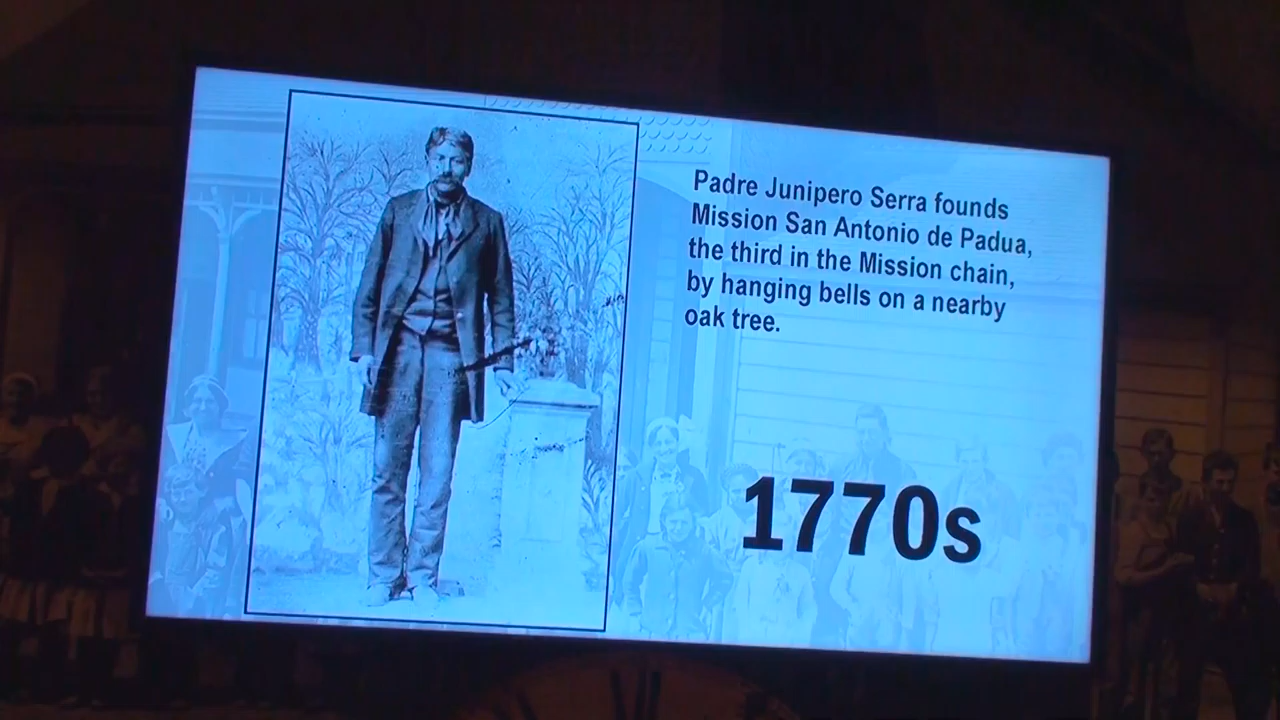 Padre Junipero Serra founds
Mission San Antonio de Padua,
the third in the Mission chain,
by hanging bells on a nearby
oak tree.
1770s